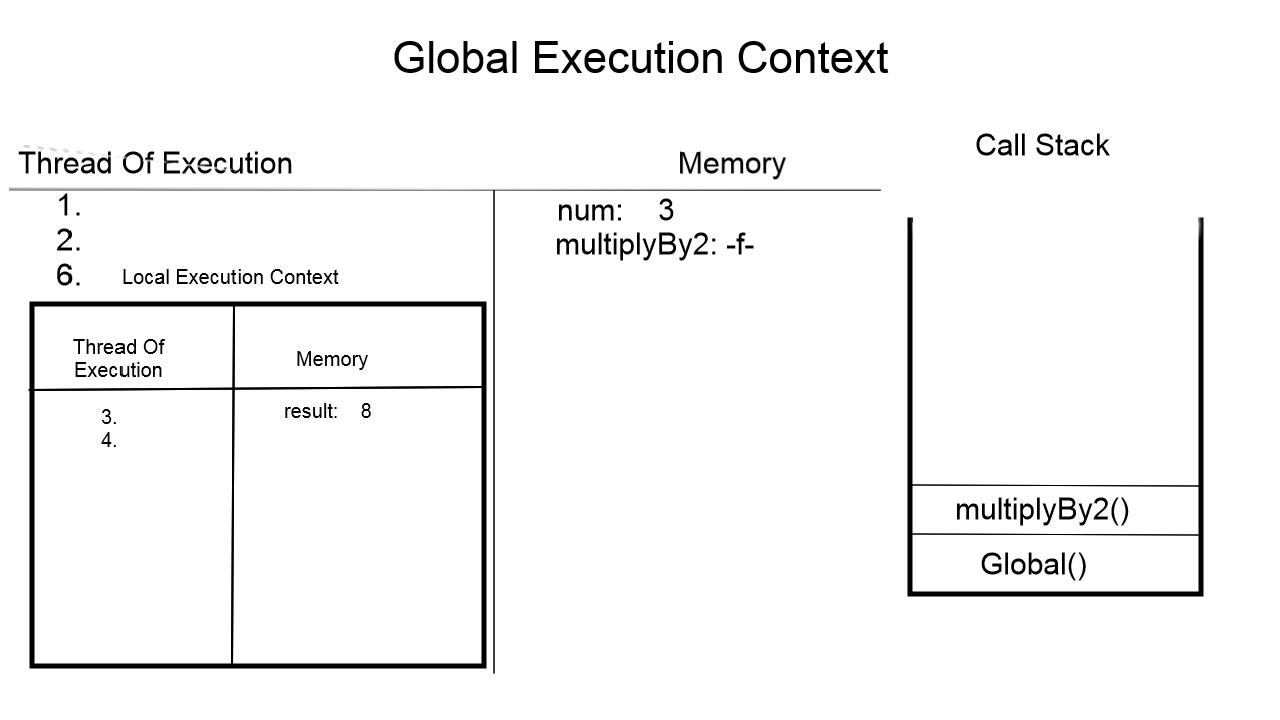 Global Execution Context
Thread Of Execution
Memory
Call Stack
1.
num: 3
2.
multiplyBy2: -f-
6.
Local Execution Context
Thread Of
Execution
Memory
3.
result: 8
4.
multiplyBy2()
Global()